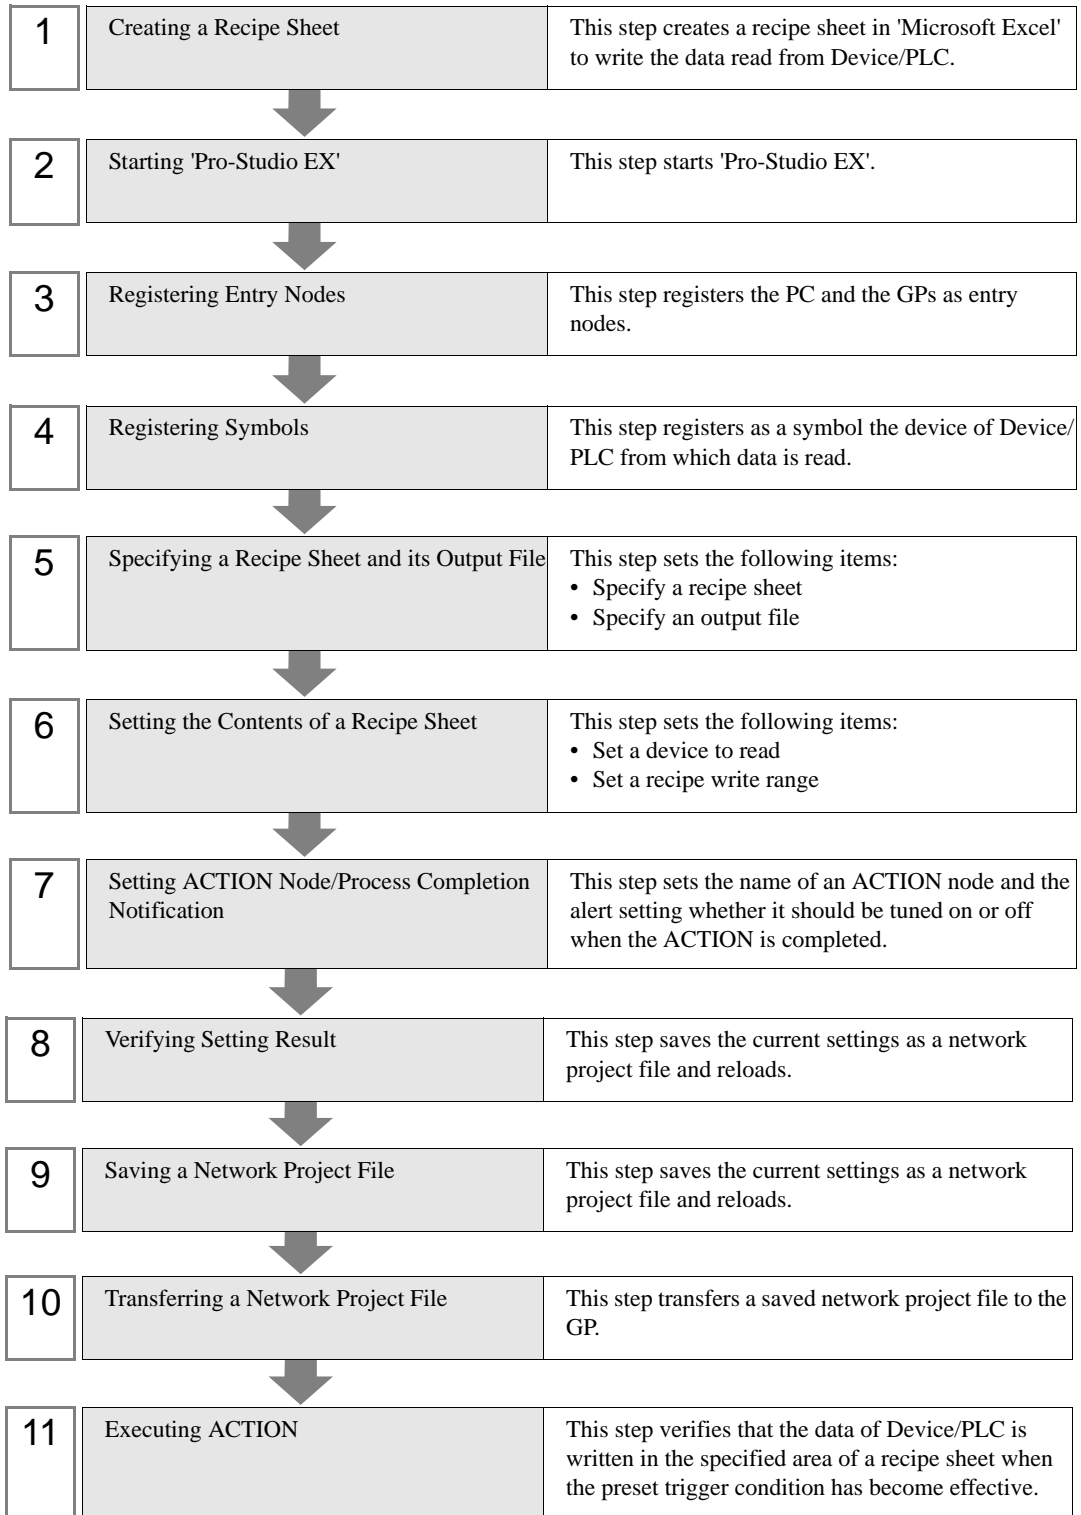 1
Creating a Recipe Sheet
This step creates a recipe sheet in 'Microsoft Excel'
to write the data read from Device/PLC.
2
Starting 'Pro-Studio EX'
This step starts 'Pro-Studio EX'.
3
Registering Entry Nodes
This step registers the PC and the GPs as entry
nodes.
4
Registering Symbols
This step registers as a symbol the device of Device/
PLC from which data is read.
5
Specifying a Recipe Sheet and its Output File
This step sets the following items:
• Specify a recipe sheet
• Specify an output file
6
Setting the Contents of a Recipe Sheet
This step sets the following items:
• Set a device to read
• Set a recipe write range
7
Setting ACTION Node/Process Completion
Notification
This step sets the name of an ACTION node and the
alert setting whether it should be tuned on or off
when the ACTION is completed.
8
Verifying Setting Result
This step saves the current settings as a network
project file and reloads.
9
Saving a Network Project File
This step saves the current settings as a network
project file and reloads.
10
Transferring a Network Project File
This step transfers a saved network project file to the
GP.
11
Executing ACTION
This step verifies that the data of Device/PLC is
written in the specified area of a recipe sheet when
the preset trigger condition has become effective.